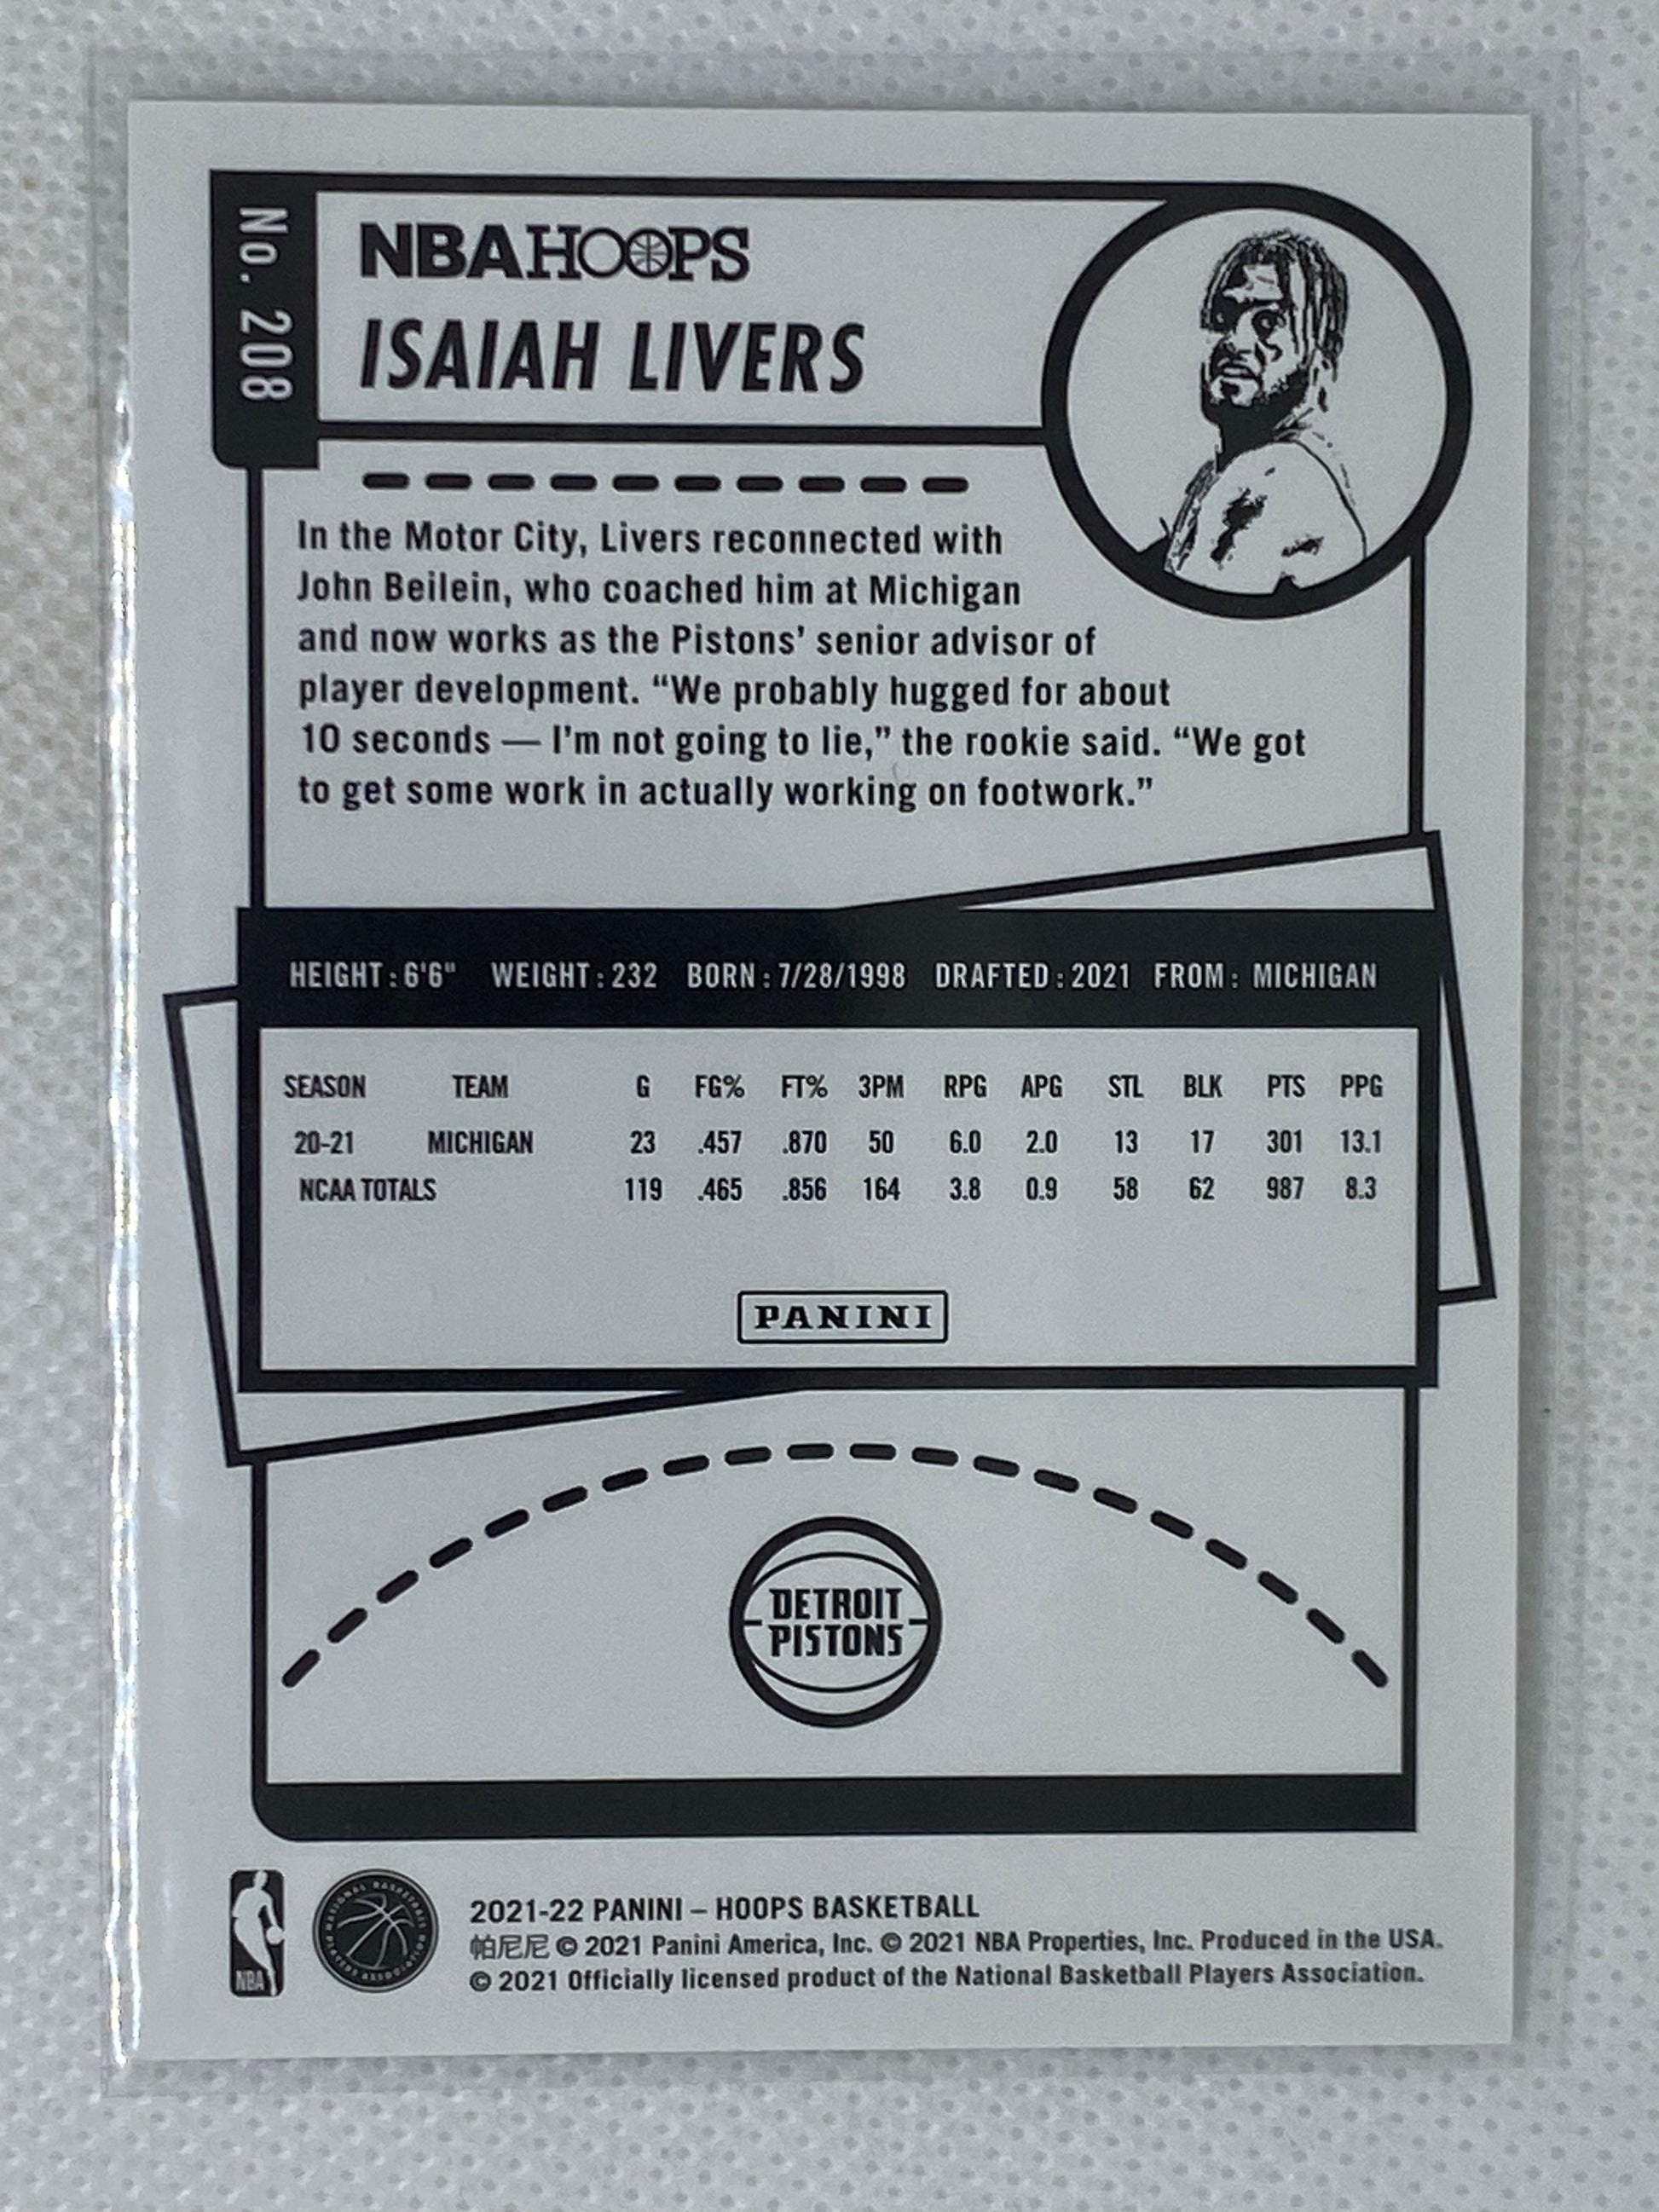 No. 208
NBA HOOPS
ISAIAH LIVERS
In the Motor City, Livers reconnected with
John Beilein, who coached him at Michigan
and now works as the Pistons’ senior advisor of
player development. “We probably hugged for about
10 seconds — I'm not going to lie,” the rookie said. “We got
to get some work in actually working on footwork.”
HEIGHT: 6'6" WEIGHT: 232 BORN: 7/28/1998 DRAFTED: 2021 FROM: MICHIGAN
SEASON TEAM G FG% FT% 3PM RPG APG STL BLK PTS PPG
20-21 MICHIGAN 23 .457 .870 50 6.0 2.0 13 17 301 13.1
NCAA TOTALS 119 .465 .856 164 3.8 0.9 58 62 987 8.3
PANINI
DETROIT
PISTONS
NBA
NATIONAL BASKETBALL PLAYERS ASSOCIATION
2021-22 PANINI – HOOPS BASKETBALL
帕尼尼 © 2021 Panini America, Inc. © 2021 NBA Properties, Inc. Produced in the USA.
© 2021 Officially licensed product of the National Basketball Players Association.